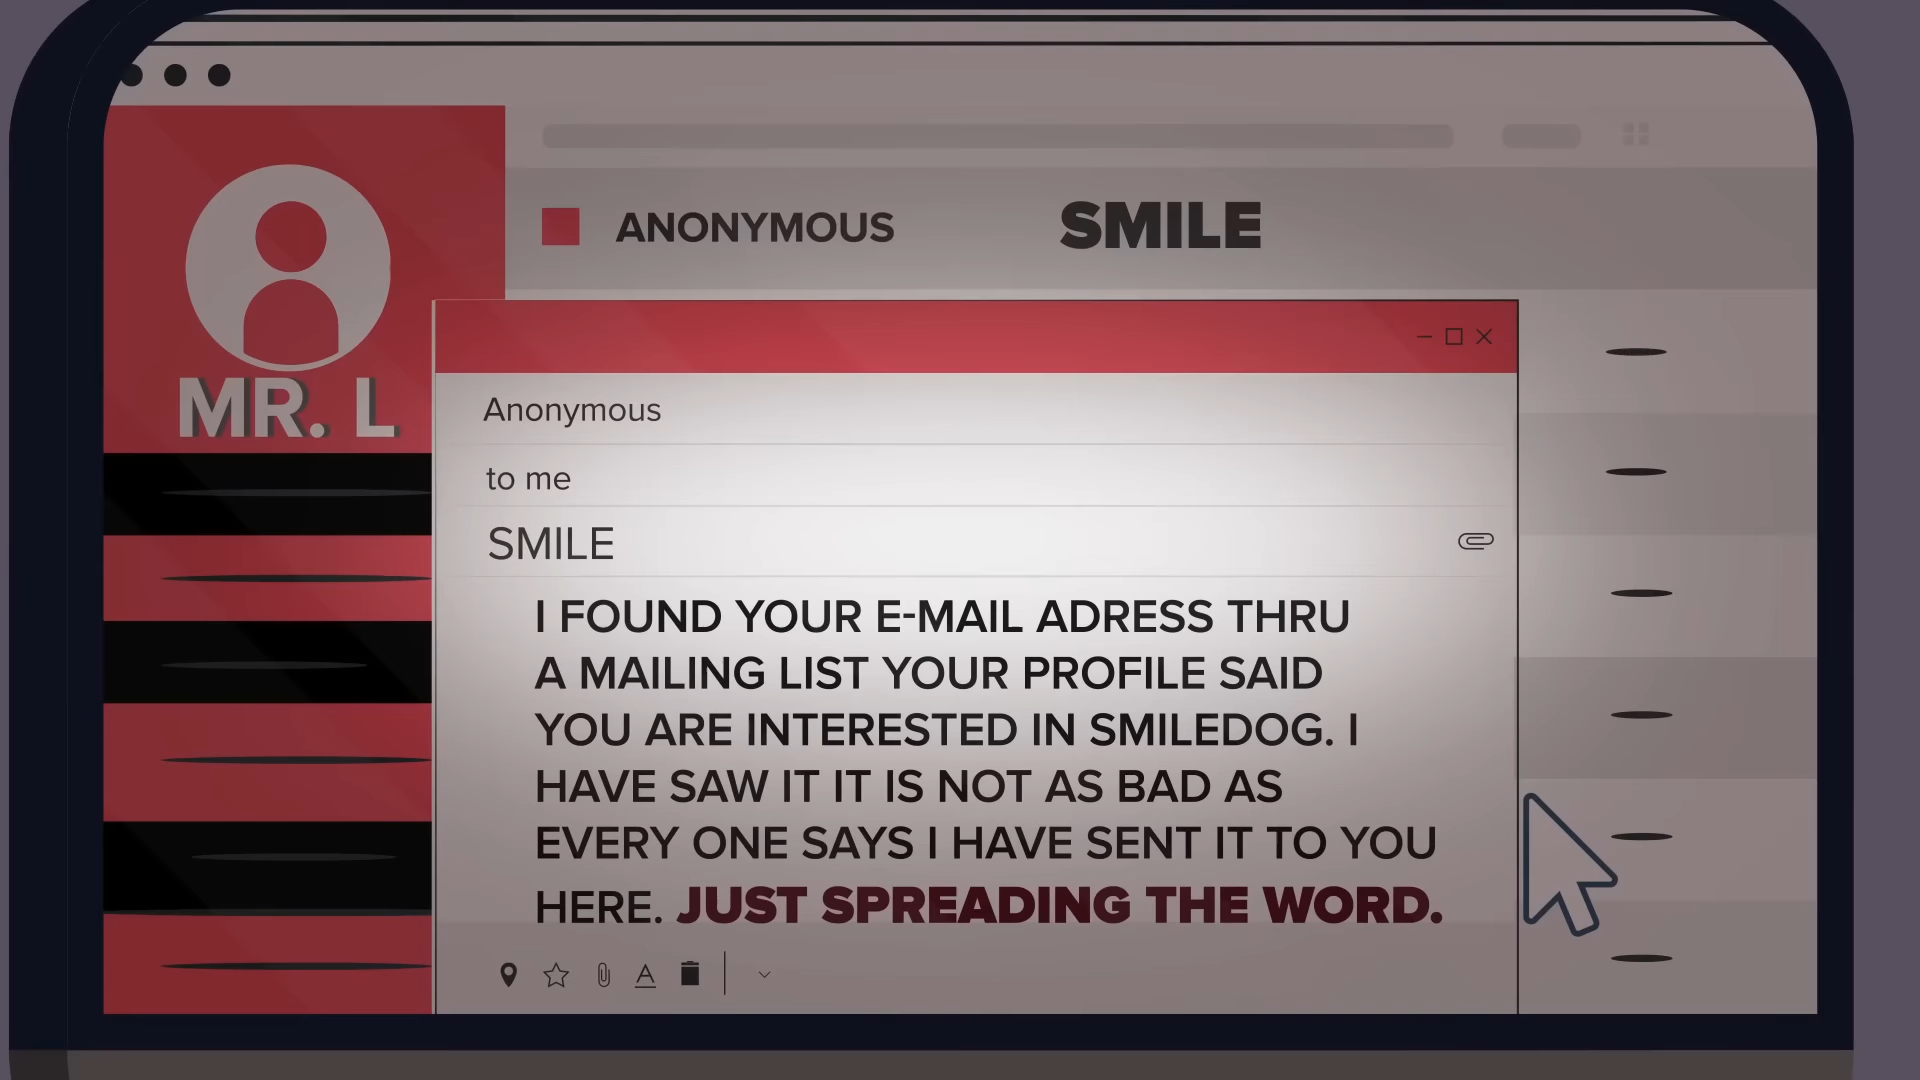 ANONYMOUS SMILE
MR. L
Anonymous
to me
SMILE
I FOUND YOUR E-MAIL ADRESS THRU
A MAILING LIST YOUR PROFILE SAID
YOU ARE INTERESTED IN SMILEDOG. I
HAVE SAW IT IT IS NOT AS BAD AS
EVERY ONE SAYS I HAVE SENT IT TO YOU
HERE. JUST SPREADING THE WORD.